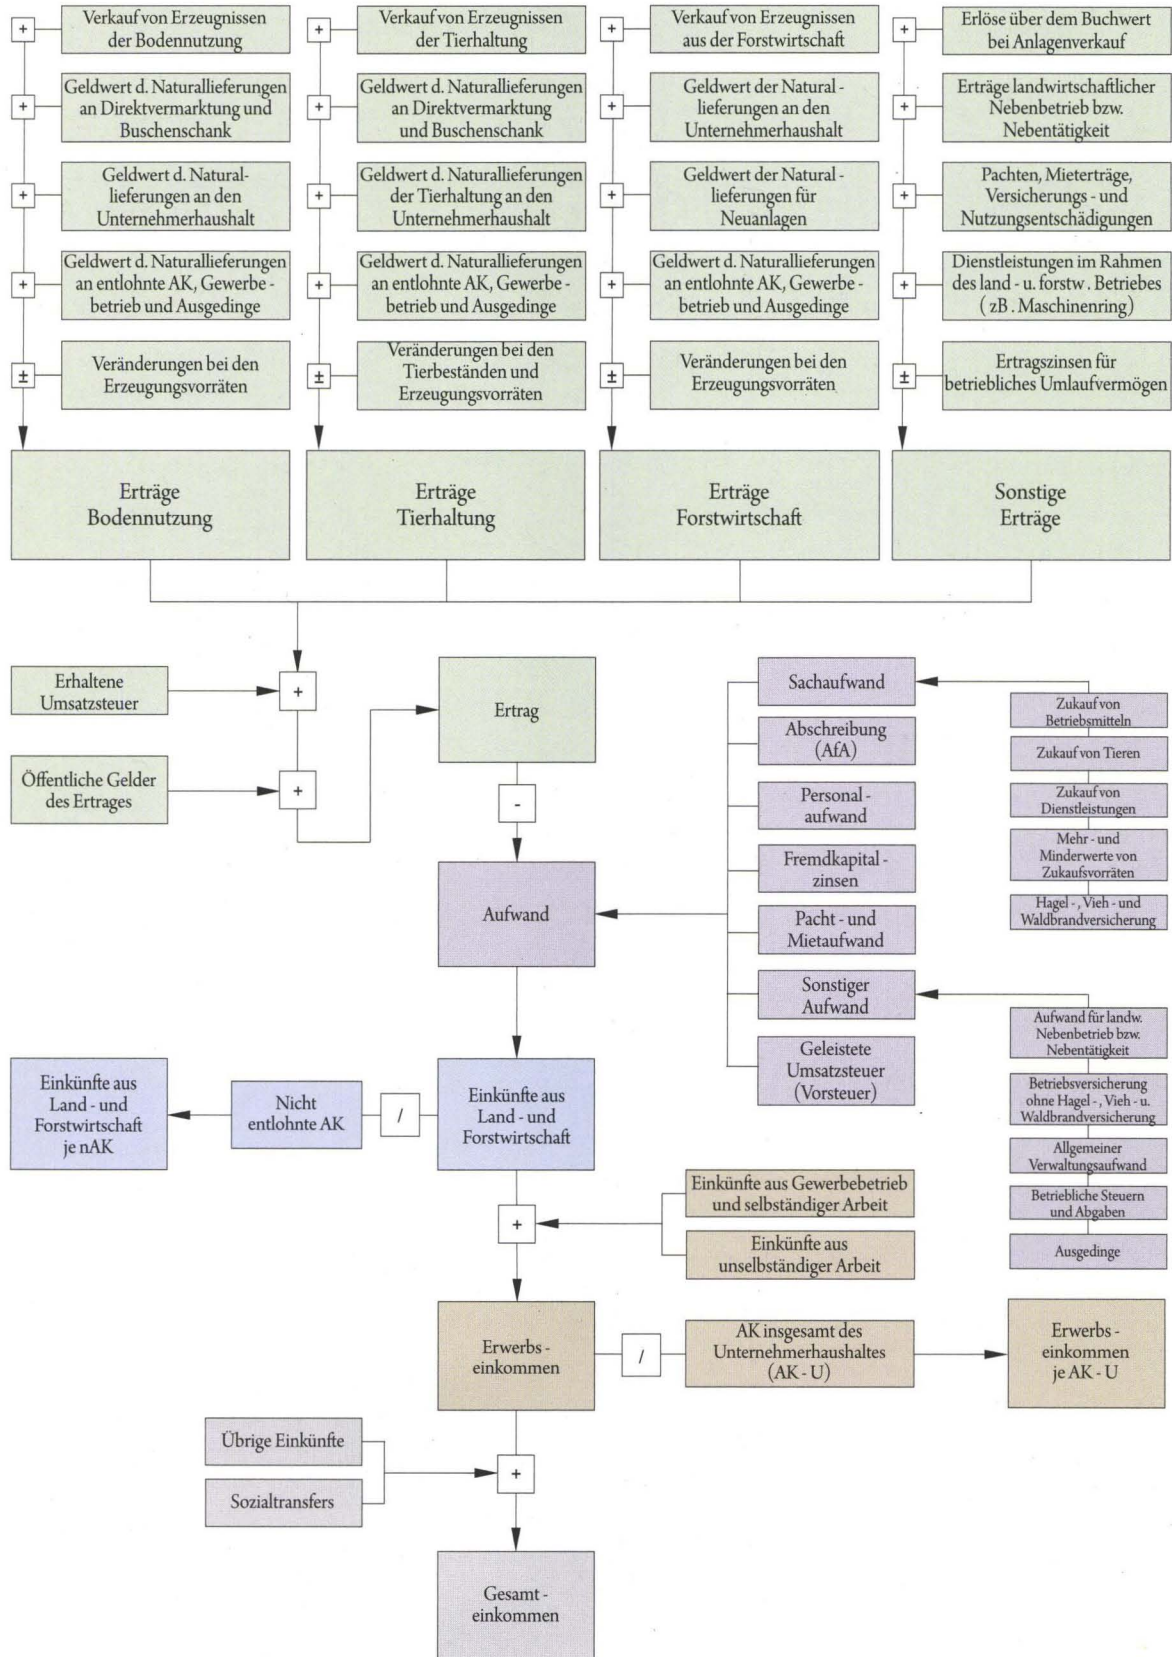 +
Verkauf von Erzeugnissen
der Bodennutzung
+
Geldwert d. Naturallieferungen
an Direktvermarktung und
Buschenschank
+
Geldwert d. Natural-
lieferungen an den
Unternehmerhaushalt
+
Geldwert d. Naturallieferungen
an entlohnte AK, Gewerbe -
betrieb und Ausgedinge
±
Veränderungen bei den
Erzeugungsvorräten
Erträge
Bodennutzung
+
Verkauf von Erzeugnissen
der Tierhaltung
+
Geldwert d. Naturallieferungen
an Direktvermarktung
und Buschenschank
+
Geldwert d. Naturallieferungen
der Tierhaltung an den
Unternehmerhaushalt
+
Geldwert d. Naturallieferungen
an entlohnte AK, Gewerbe -
betrieb und Ausgedinge
±
Veränderungen bei den
Tierbeständen und
Erzeugungsvorräten
Erträge
Tierhaltung
+
Verkauf von Erzeugnissen
aus der Forstwirtschaft
+
Geldwert der Natural -
lieferungen an den
Unternehmerhaushalt
+
Geldwert der Natural -
lieferungen für
Neuanlagen
+
Geldwert d. Naturallieferungen
an entlohnte AK, Gewerbe -
betrieb und Ausgedinge
±
Veränderungen bei den
Erzeugungsvorräten
Erträge
Forstwirtschaft
+
Erlöse über dem Buchwert
bei Anlagenverkauf
+
Erträge landwirtschaftlicher
Nebenbetrieb bzw.
Nebentätigkeit
+
Pachten, Mieterträge,
Versicherungs - und
Nutzungsentschädigungen
+
Dienstleistungen im Rahmen
des land - u. forstw . Betriebes
( zB . Maschinenring)
±
Ertragszinsen für
betriebliches Umlaufvermögen
Sonstige
Erträge
Erhaltene
Umsatzsteuer
+
Öffentliche Gelder
des Ertrages
+
Ertrag
-
Aufwand
Sachaufwand
Abschreibung
(AfA)
Personal -
aufwand
Fremdkapital -
zinsen
Pacht - und
Mietaufwand
Sonstiger
Aufwand
Geleistete
Umsatzsteuer
(Vorsteuer)
Zukauf von
Betriebsmitteln
Zukauf von Tieren
Zukauf von
Dienstleistungen
Mehr - und
Minderwerte von
Zukaufsvorräten
Hagel - , Vieh - und
Waldbrandversicherung
Aufwand für landw.
Nebenbetrieb bzw.
Nebentätigkeit
Betriebsversicherung
ohne Hagel - , Vieh - u.
Waldbrandversicherung
Allgemeiner
Verwaltungsaufwand
Betriebliche Steuern
und Abgaben
Ausgedinge
Einkünfte aus
Land - und
Forstwirtschaft
je nAK
Nicht
entlohnte AK
/
Einkünfte aus
Land - und
Forstwirtschaft
+
Einkünfte aus Gewerbebetrieb
und selbständiger Arbeit
Einkünfte aus
unselbständiger Arbeit
Erwerbs -
einkommen
/
AK insgesamt des
Unternehmerhaushaltes
(AK - U)
Erwerbs -
einkommen
je AK - U
Übrige Einkünfte
Sozialtransfers
+
Gesamt -
einkommen